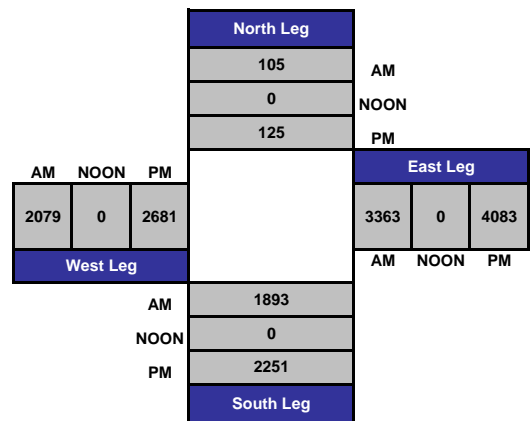 North Leg
105 AM
0 NOON
125 PM
AM NOON PM East Leg
2079 0 2681 3363 0 4083
West Leg AM NOON PM
AM 1893
NOON 0
PM 2251
South Leg